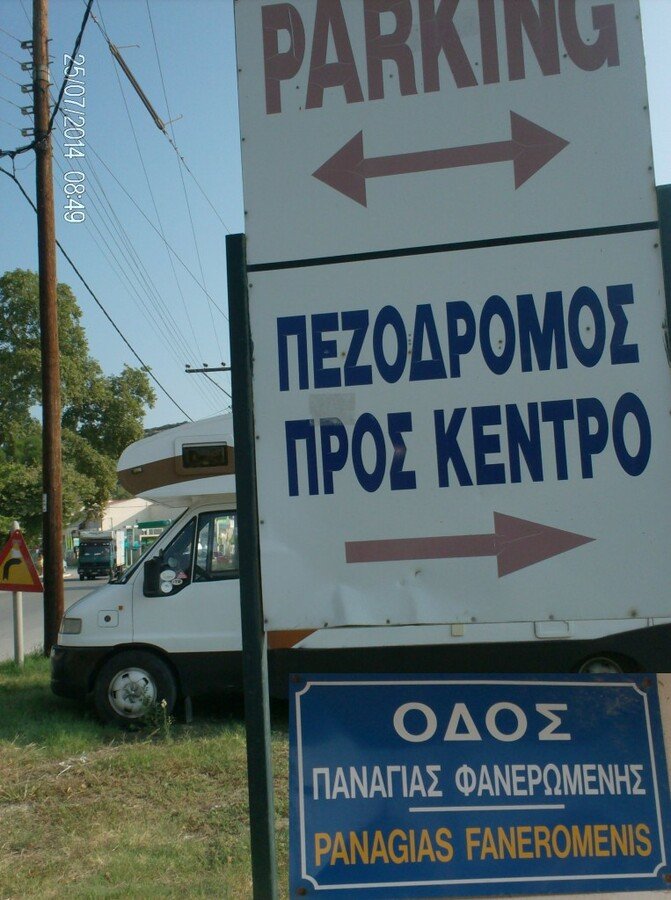 25/07/2014 08:49
PARKING
ΠΕΖΟΔΡΟΜΟΣ
ΠΡΟΣ ΚΕΝΤΡΟ
ΟΔΟΣ
ΠΑΝΑΓΙΑΣ ΦΑΝΕΡΩΜΕΝΗΣ
PANAGIAS FANEROMENIS